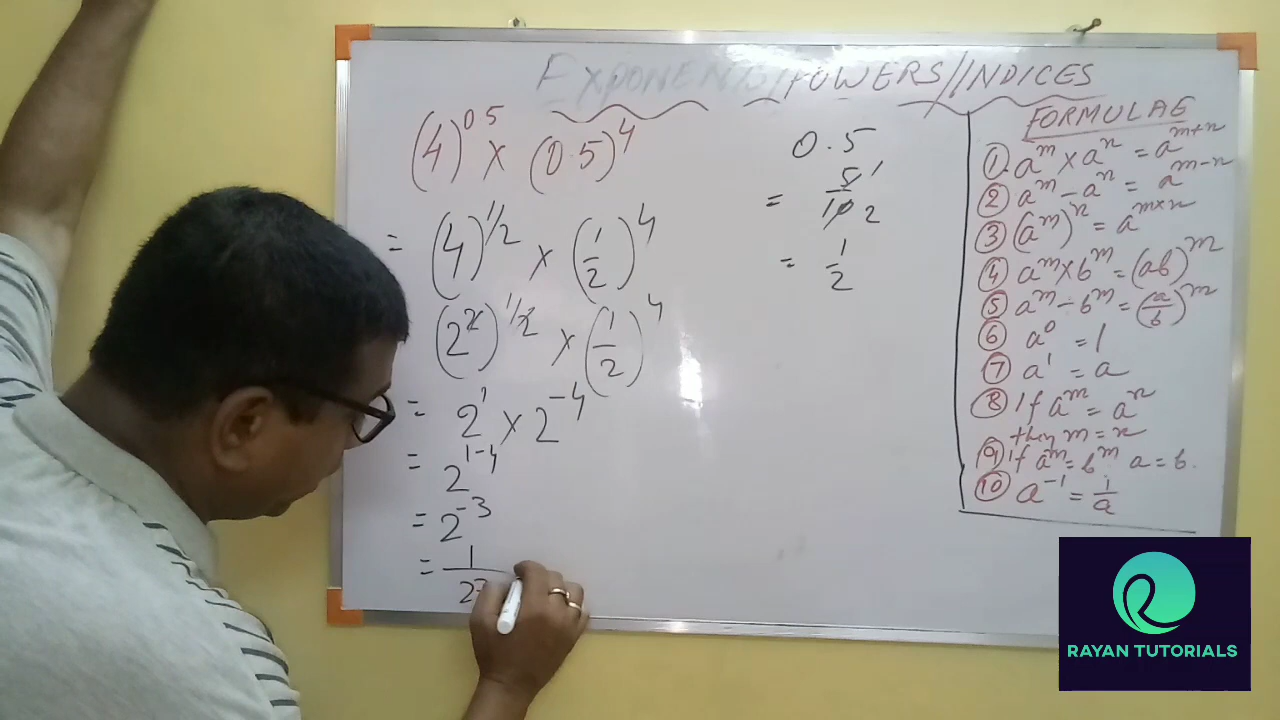 EXPONENTS/POWERS//INDICES
(4)^0.5 × (0.5)^4
= (4)^1/2 × (1/2)^4
(2^2)^1/2 × (1/2)^4
= 2^1 × 2^-4
= 2^1-4
= 2^-3
= 1/2^3
0.5
= 5/10 1 2
= 1/2
FORMULAE
① a^m × a^n = a^m+n
② a^m ÷ a^n = a^m-n
③ (a^m)^n = a^m×n
④ a^m × b^m = (ab)^m
⑤ a^m ÷ b^m = (a/b)^m
⑥ a^0 = 1
⑦ a^1 = a
⑧ If a^m = a^n
then m = n
⑨ If a^m = b^m a = b.
⑩ a^-1 = 1/a
RAYAN TUTORIALS